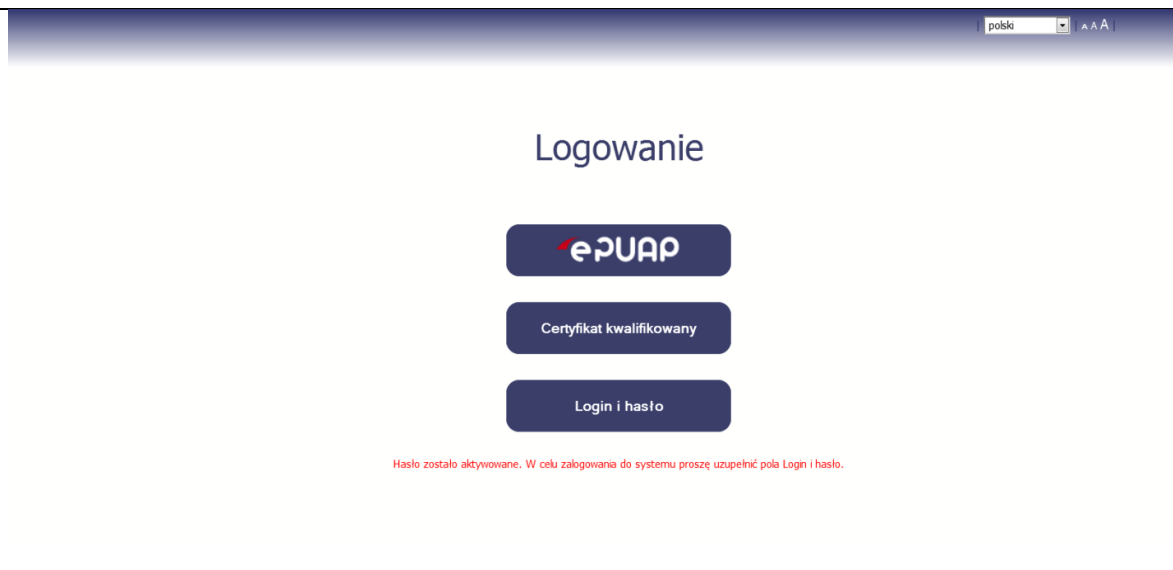 polski
A A A
Logowanie
ePUAP
Certyfikat kwalifikowany
Login i hasło
Hasło zostało aktywowane. W celu zalogowania do systemu proszę uzupełnić pola Login i hasło.